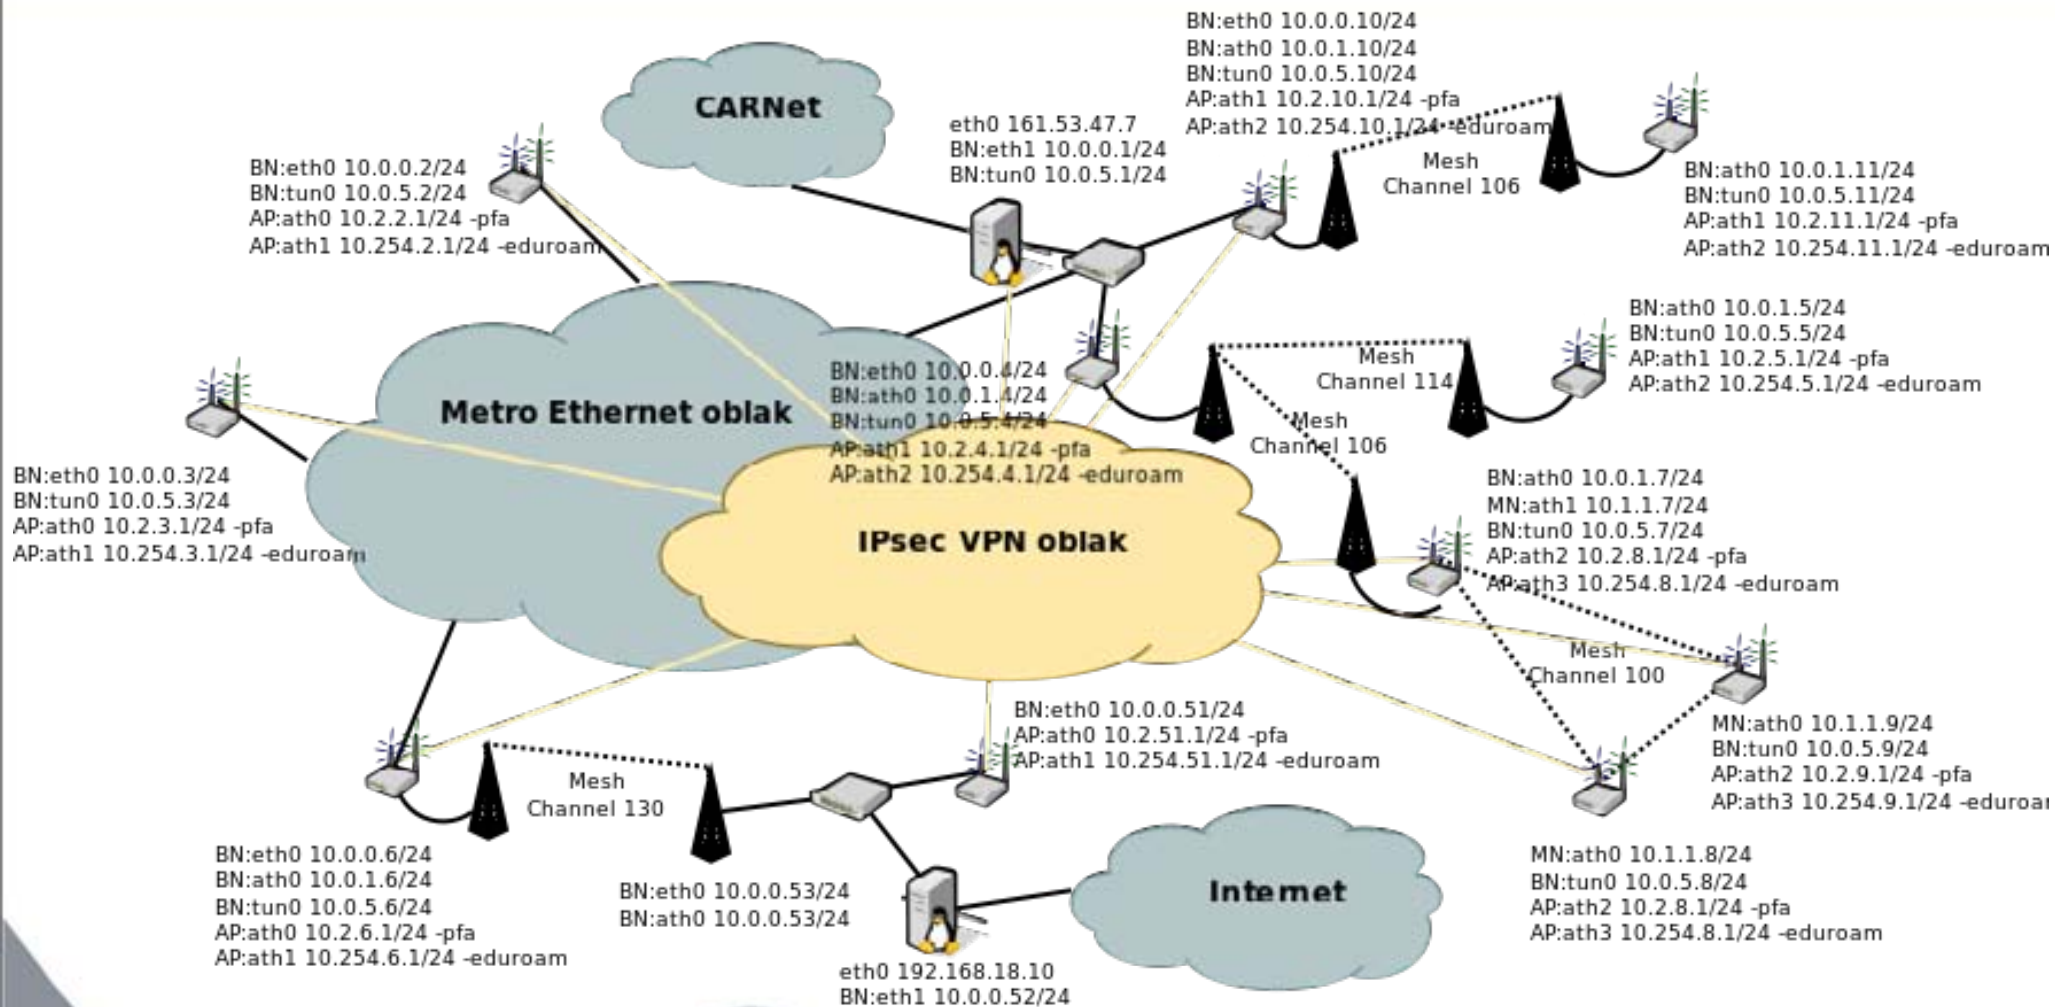 CARNet
BN:eth0 10.0.0.10/24
BN:ath0 10.0.1.10/24
BN:tun0 10.0.5.10/24
AP:ath1 10.2.10.1/24 -pfa
AP:ath2 10.254.10.1/24 -eduroam
eth0 161.53.47.7
BN:eth1 10.0.0.1/24
BN:tun0 10.0.5.1/24
Mesh
Channel 106
BN:ath0 10.0.1.11/24
BN:tun0 10.0.5.11/24
AP:ath1 10.2.11.1/24 -pfa
AP:ath2 10.254.11.1/24 -eduroam
BN:eth0 10.0.0.2/24
BN:tun0 10.0.5.2/24
AP:ath0 10.2.2.1/24 -pfa
AP:ath1 10.254.2.1/24 -eduroam
BN:ath0 10.0.1.5/24
BN:tun0 10.0.5.5/24
AP:ath1 10.2.5.1/24 -pfa
AP:ath2 10.254.5.1/24 -eduroam
Mesh
Channel 114
Metro Ethernet oblak
BN:eth0 10.0.0.4/24
BN:ath0 10.0.1.4/24
BN:tun0 10.0.5.4/24
AP:ath1 10.2.4.1/24 -pfa
AP:ath2 10.254.4.1/24 -eduroam
Mesh
Channel 106
BN:eth0 10.0.0.3/24
BN:tun0 10.0.5.3/24
AP:ath0 10.2.3.1/24 -pfa
AP:ath1 10.254.3.1/24 -eduroam
IPsec VPN oblak
BN:ath0 10.0.1.7/24
MN:ath1 10.1.1.7/24
BN:tun0 10.0.5.7/24
AP:ath2 10.2.8.1/24 -pfa
AP:ath3 10.254.8.1/24 -eduroam
Mesh
Channel 100
MN:ath0 10.1.1.9/24
BN:tun0 10.0.5.9/24
AP:ath2 10.2.9.1/24 -pfa
AP:ath3 10.254.9.1/24 -eduroar
BN:eth0 10.0.0.51/24
AP:ath0 10.2.51.1/24 -pfa
AP:ath1 10.254.51.1/24 -eduroam
Mesh
Channel 130
BN:eth0 10.0.0.6/24
BN:ath0 10.0.1.6/24
BN:tun0 10.0.5.6/24
AP:ath0 10.2.6.1/24 -pfa
AP:ath1 10.254.6.1/24 -eduroam
BN:eth0 10.0.0.53/24
BN:ath0 10.0.0.53/24
Internet
MN:ath0 10.1.1.8/24
BN:tun0 10.0.5.8/24
AP:ath2 10.2.8.1/24 -pfa
AP:ath3 10.254.8.1/24 -eduroam
eth0 192.168.18.10
BN:eth1 10.0.0.52/24